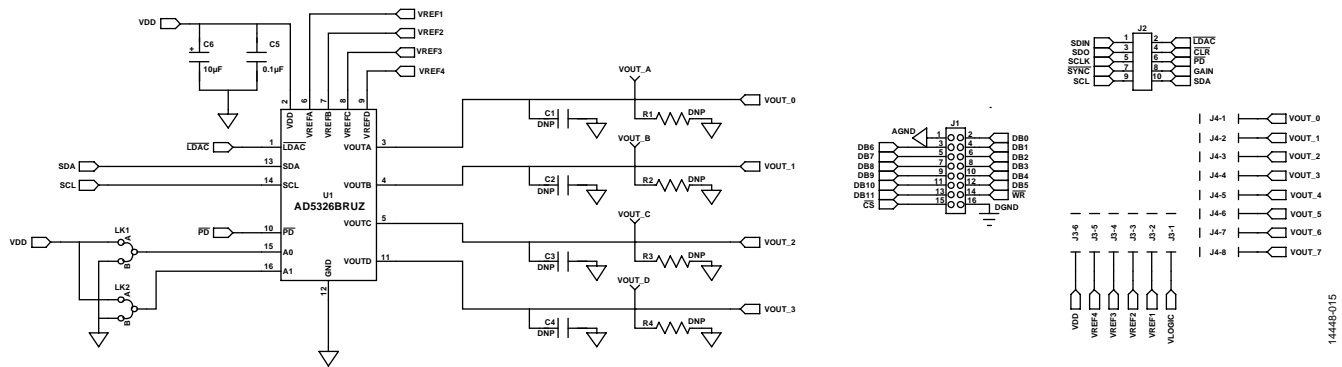 VDD
C6
10µF
C5
0.1µF
+
VREF1
VREF2
VREF3
VREF4
2
6
7
8
9
VDD
VREFA
VREFB
VREFC
VREFD
LDAC
1
LDAC
SDA
13
SDA
SCL
14
SCL
U1
AD5326BRUZ
PD
10
PD
VDD
LK1
A
B
15
A0
LK2
A
B
16
A1
GND
12
VOUTA
3
VOUTB
4
VOUTC
5
VOUTD
11
VOUT_A
C1
DNP
R1
DNP
VOUT_0
VOUT_B
C2
DNP
R2
DNP
VOUT_1
VOUT_C
C3
DNP
R3
DNP
VOUT_2
VOUT_D
C4
DNP
R4
DNP
VOUT_3
J2
SDIN 1 2 LDAC
SDO 3 4 CLR
SCLK 5 6 PD
SYNC 7 8 GAIN
SCL 9 10 SDA
J1
AGND 1 2 DB0
DB6 3 4 DB1
DB7 5 6 DB2
DB8 7 8 DB3
DB9 9 10 DB4
DB10 11 12 DB5
DB11 13 14 WR
CS 15 16
DGND
J4-1 VOUT_0
J4-2 VOUT_1
J4-3 VOUT_2
J4-4 VOUT_3
J4-5 VOUT_4
J4-6 VOUT_5
J4-7 VOUT_6
J4-8 VOUT_7
J3-6
J3-5
J3-4
J3-3
J3-2
J3-1
VDD
VREF4
VREF3
VREF2
VREF1
VLOGIC
14448-015